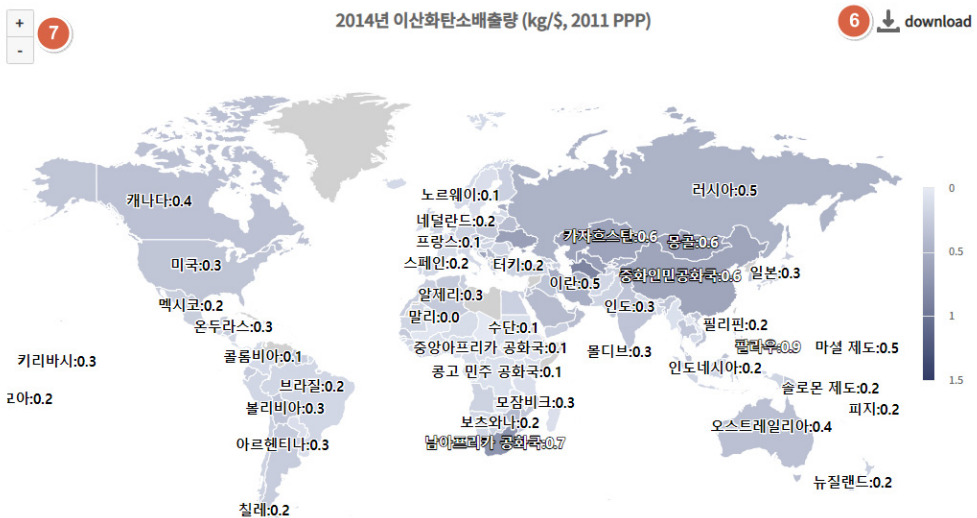 +
-
7
2014년 이산화탄소배출량 (kg/$, 2011 PPP)
6
download
캐나다:0.4
미국:0.3
멕시코:0.2
온두라스:0.3
키리바시:0.3
모아:0.2
콜롬비아:0.1
브라질:0.2
볼리비아:0.3
아르헨티나:0.3
칠레:0.2
노르웨이:0.1
네덜란드:0.2
프랑스:0.1
스페인:0.2
터키:0.2
알제리:0.3
말리:0.0
수단:0.1
중앙아프리카 공화국:0.1
콩고 민주 공화국:0.1
모잠비크:0.3
보츠와나:0.2
남아프리카 공화국:0.7
러시아:0.5
카자흐스탄:0.6
몽골:0.6
중화인민공화국:0.6
일본:0.3
이란:0.5
인도:0.3
필리핀:0.2
팔라우:0.9
마셜 제도:0.5
몰디브:0.3
인도네시아:0.2
솔로몬 제도:0.2
피지:0.2
오스트레일리아:0.4
뉴질랜드:0.2
0
0.5
1
1.5